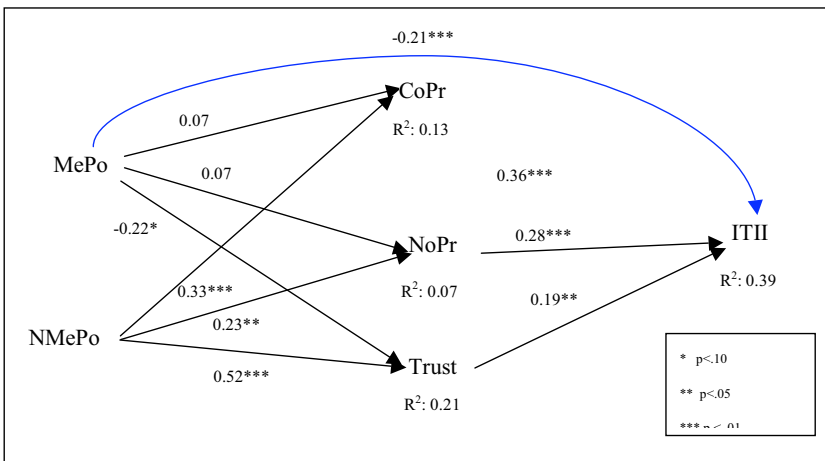 -0.21***
CoPr
R²: 0.13
0.07
MePo
0.07
0.36***
-0.22*
NoPr
0.28***
ITII
R²: 0.39
R²: 0.07
0.33***
0.23**
0.19**
NMePo
0.52***
Trust
R²: 0.21
* p<.10
** p<.05
*** p < .01